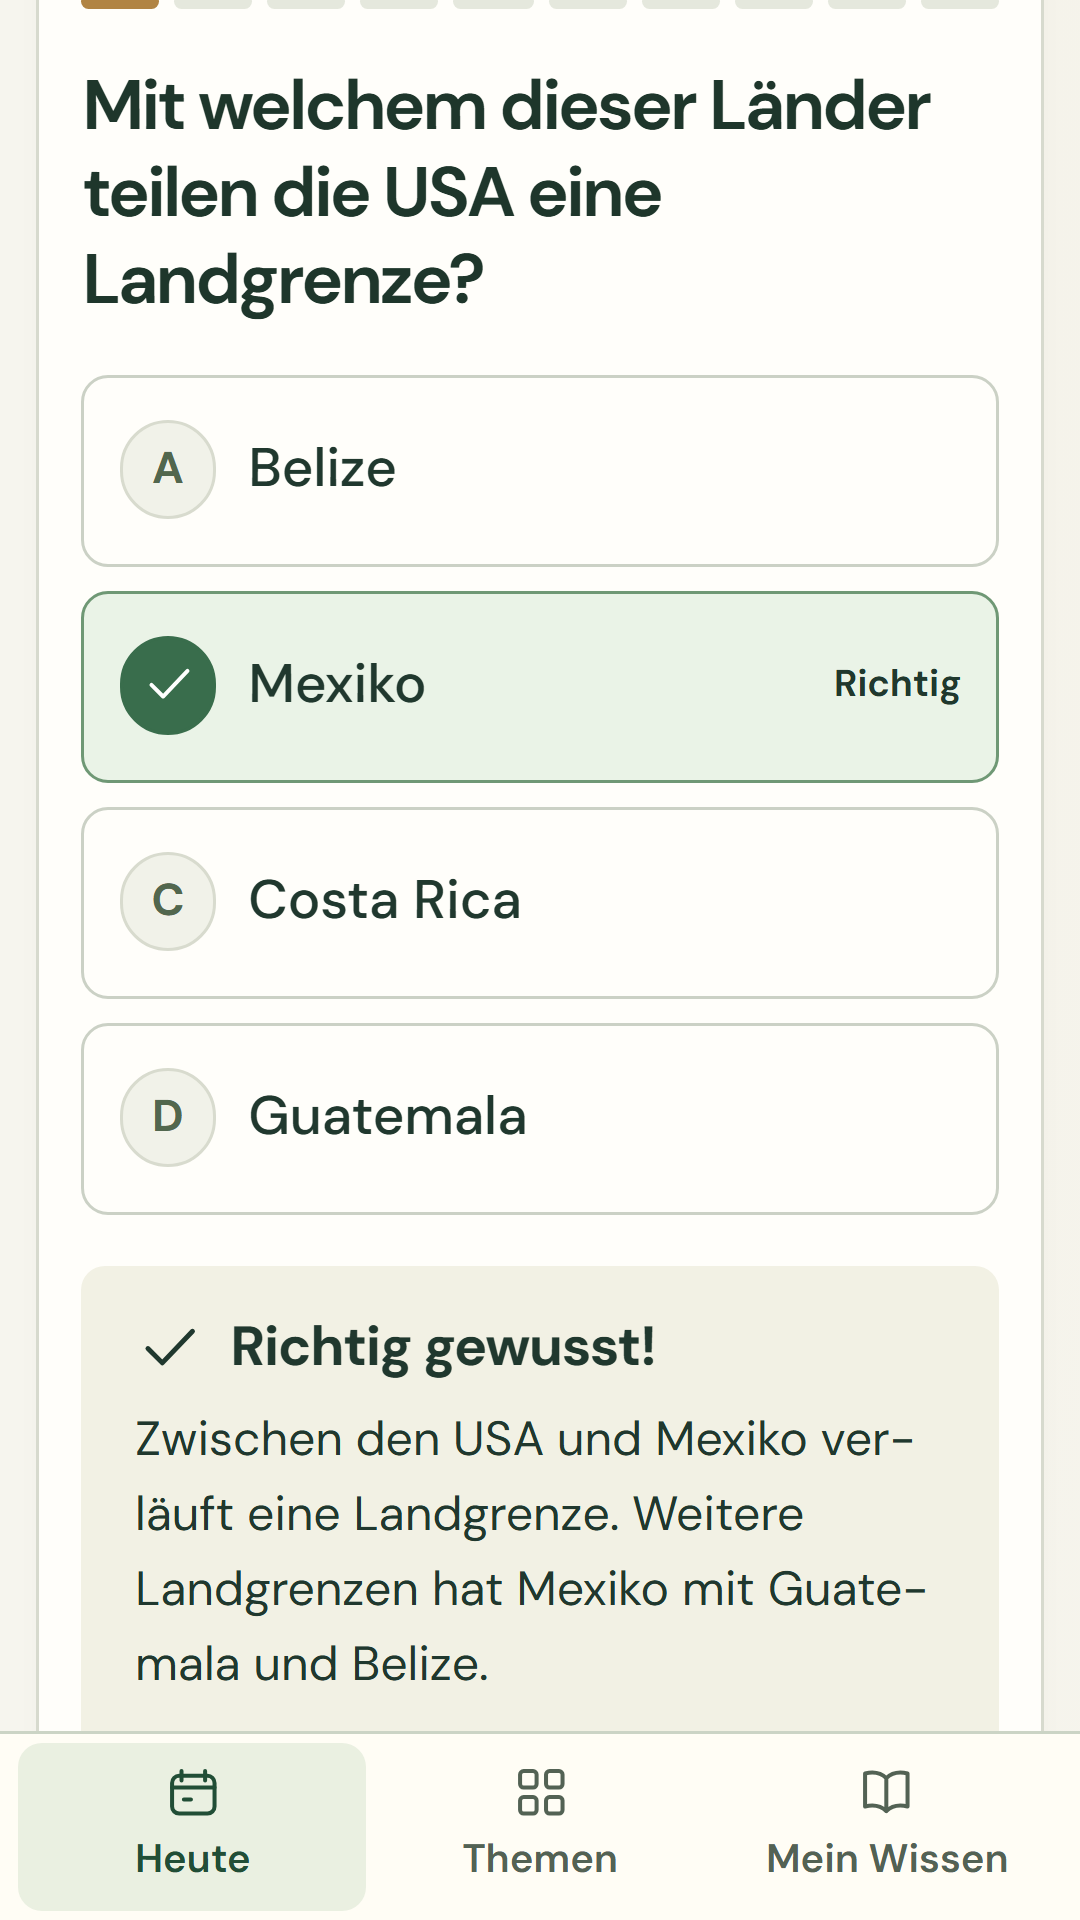 Mit welchem dieser Länder
teilen die USA eine
Landgrenze?
A Belize
Mexiko Richtig
C Costa Rica
D Guatemala
Richtig gewusst!
Zwischen den USA und Mexiko ver-
läuft eine Landgrenze. Weitere
Landgrenzen hat Mexiko mit Guate-
mala und Belize.
Heute Themen Mein Wissen